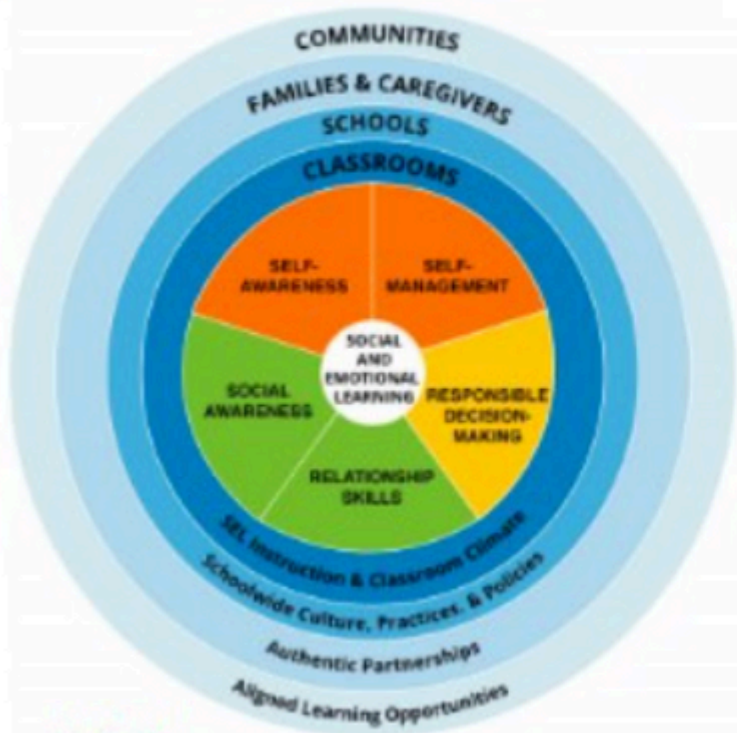 COMMUNITIES
FAMILIES & CAREGIVERS
SCHOOLS
CLASSROOMS
SELF-
AWARENESS
SELF-
MANAGEMENT
SOCIAL
AND
EMOTIONAL
LEARNING
SOCIAL
AWARENESS
RESPONSIBLE
DECISION-
MAKING
RELATIONSHIP
SKILLS
SEL Instruction & Classroom Climate
Schoolwide Culture, Practices, & Policies
Authentic Partnerships
Aligned Learning Opportunities